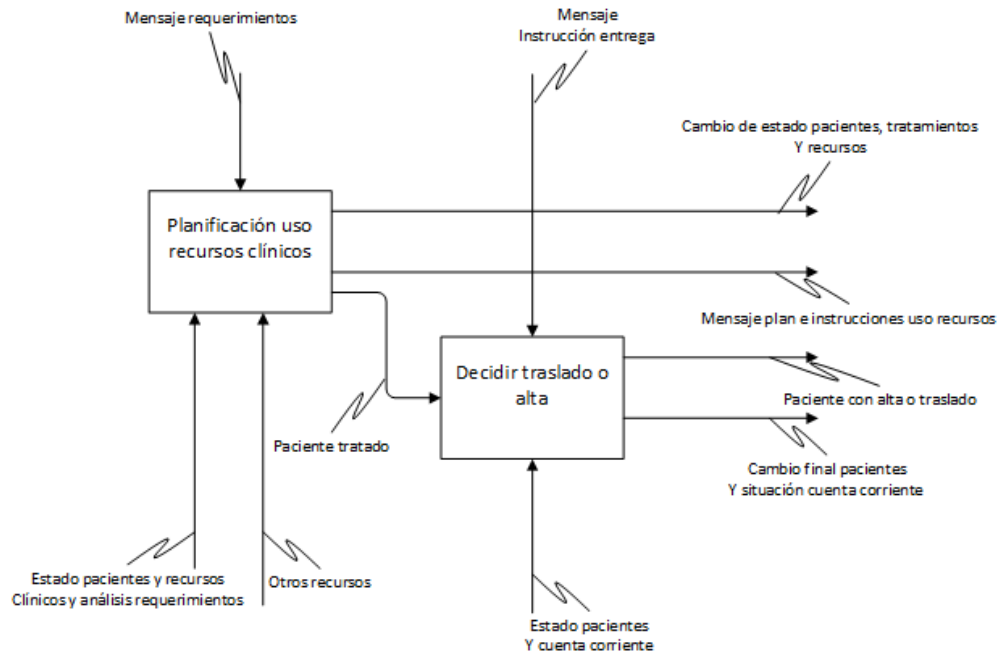 Mensaje requerimientos
Mensaje
Instrucción entrega
Cambio de estado pacientes, tratamientos
Y recursos
Planificación uso
recursos clínicos
Mensaje plan e instrucciones uso recursos
Decidir traslado o
alta
Paciente con alta o traslado
Paciente tratado
Cambio final pacientes
Y situación cuenta corriente
Estado pacientes y recursos
Clínicos y análisis requerimientos
Otros recursos
Estado pacientes
Y cuenta corriente